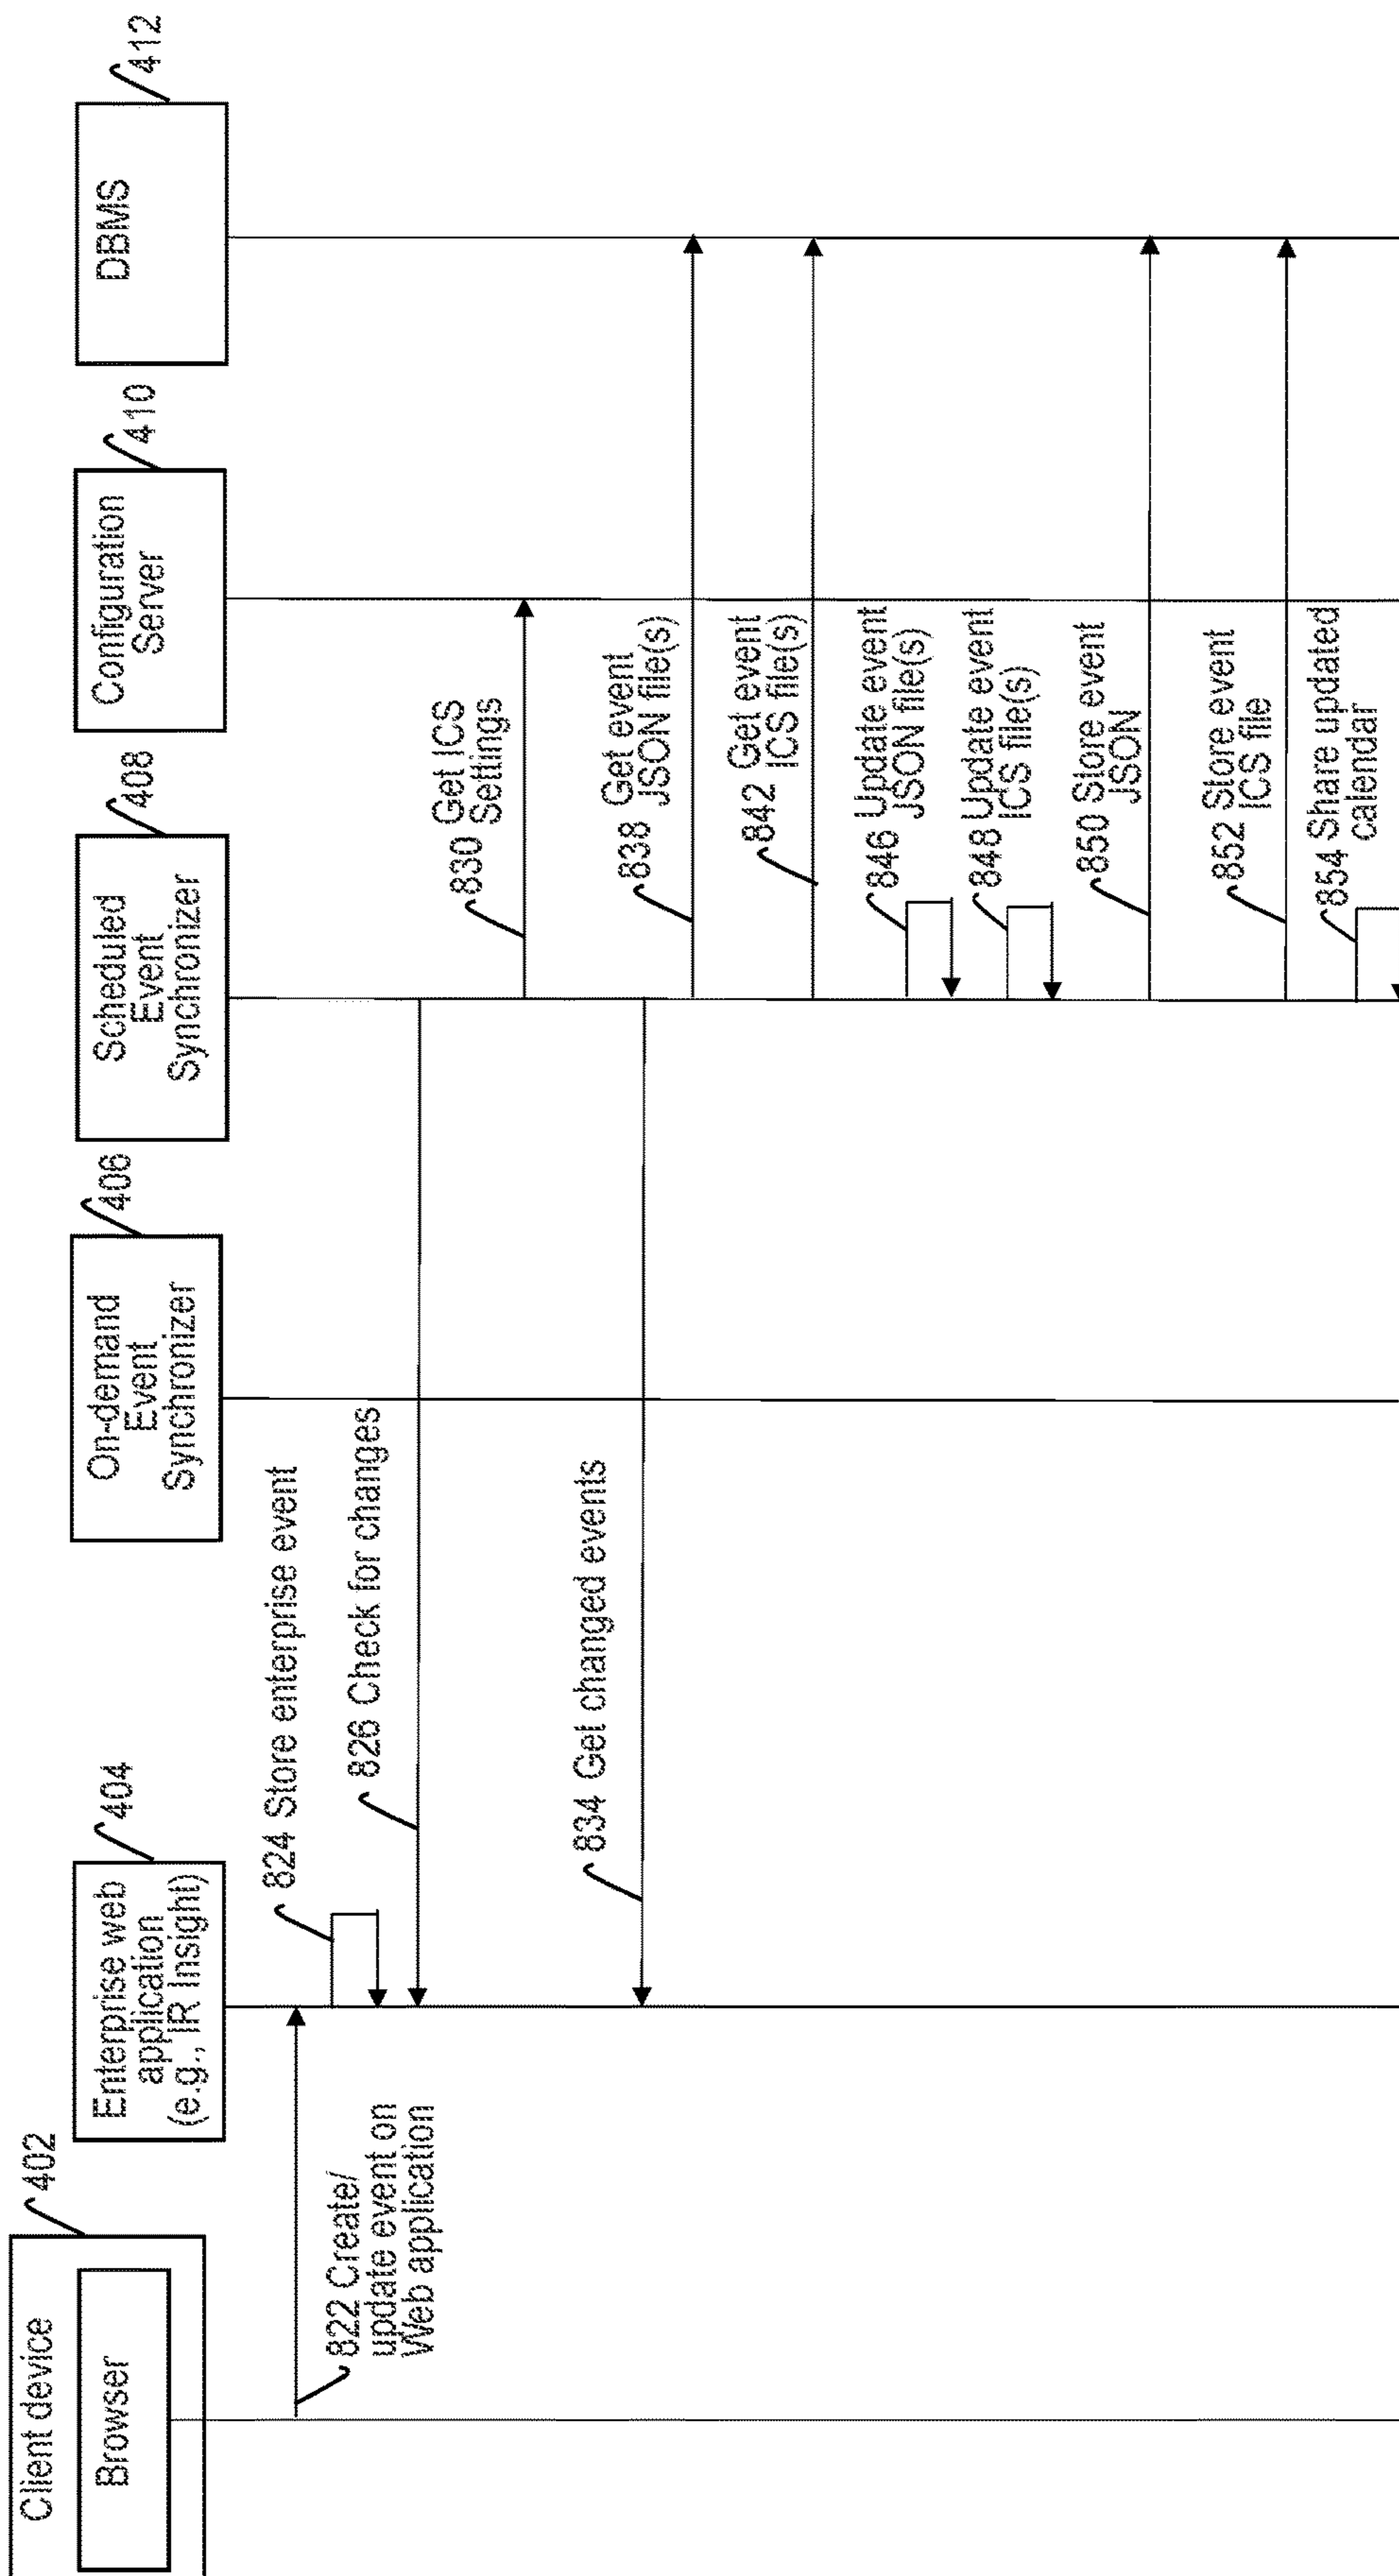 Client device
402
Browser
Enterprise web
application
(e.g., IR Insight)
404
On-demand
Event
Synchronizer
406
Scheduled
Event
Synchronizer
408
Configuration
Server
410
DBMS
412
822 Create/
update event on
Web application
824 Store enterprise event
826 Check for changes
830 Get ICS
Settings
834 Get changed events
838 Get event
JSON file(s)
842 Get event
ICS file(s)
846 Update event
JSON file(s)
848 Update event
ICS file(s)
850 Store event
JSON
852 Store event
ICS file
854 Share updated
calendar